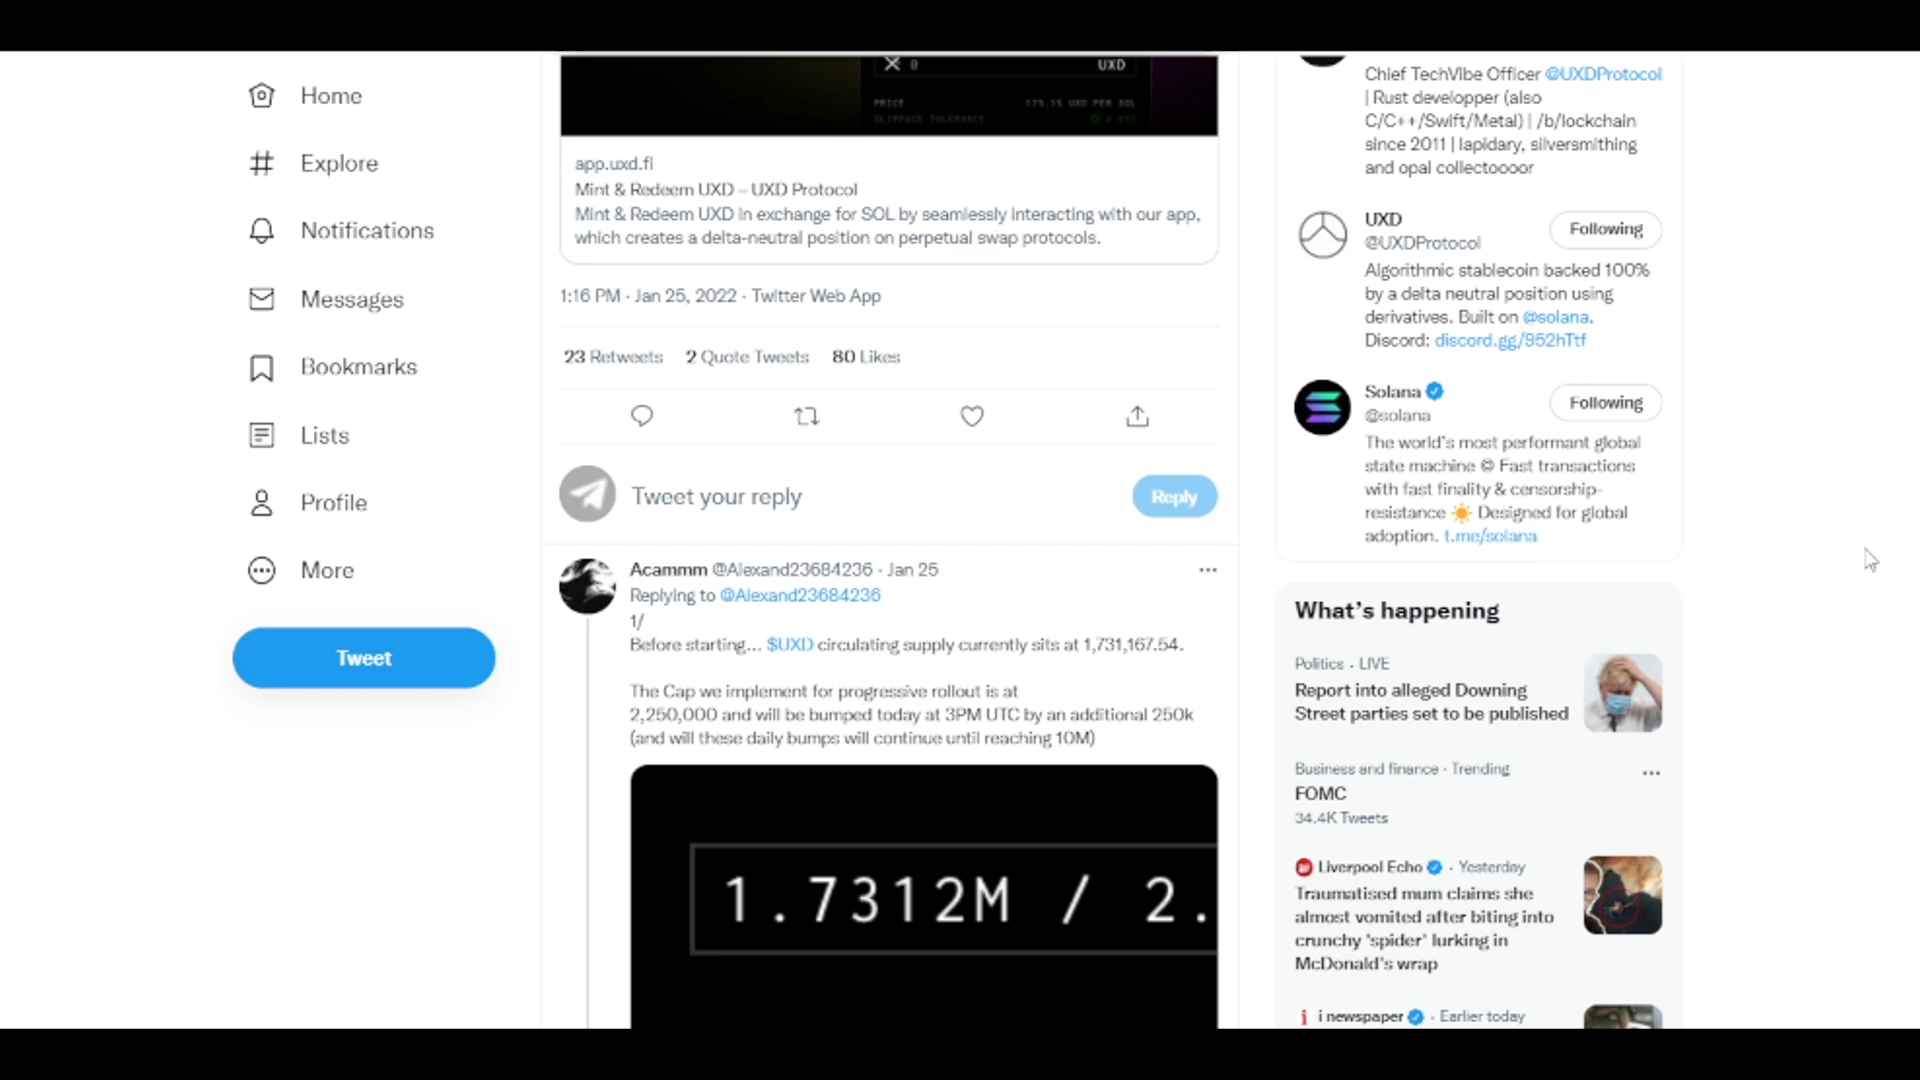 Home
Explore
Notifications
Messages
Bookmarks
Lists
Profile
More
Tweet
0 UXD
PRICE 175.15 UXD PER SOL
SLIPPAGE TOLERANCE
app.uxd.fi
Mint & Redeem UXD – UXD Protocol
Mint & Redeem UXD in exchange for SOL by seamlessly interacting with our app,
which creates a delta-neutral position on perpetual swap protocols.
1:16 PM · Jan 25, 2022 · Twitter Web App
23 Retweets 2 Quote Tweets 80 Likes
Tweet your reply
Reply
Acammm @Alexand23684236 · Jan 25
Replying to @Alexand23684236
1/
Before starting... $UXD circulating supply currently sits at 1,731,167.54.
The Cap we implement for progressive rollout is at
2,250,000 and will be bumped today at 3PM UTC by an additional 250k
(and will these daily bumps will continue until reaching 10M)
1.7312M / 2.
Chief TechVibe Officer @UXDProtocol
| Rust developper (also
C/C++/Swift/Metal) | /b/lockchain
since 2011 | lapidary, silversmithing
and opal collectoooor
UXD
@UXDProtocol
Following
Algorithmic stablecoin backed 100%
by a delta neutral position using
derivatives. Built on @solana.
Discord: discord.gg/952hTtf
Solana
@solana
Following
The world's most performant global
state machine © Fast transactions
with fast finality & censorship-
resistance ☀️ Designed for global
adoption. t.me/solana
What's happening
Politics · LIVE
Report into alleged Downing
Street parties set to be published
Business and finance · Trending
FOMC
34.4K Tweets
Liverpool Echo · Yesterday
Traumatised mum claims she
almost vomited after biting into
crunchy 'spider' lurking in
McDonald's wrap
i newspaper · Earlier today